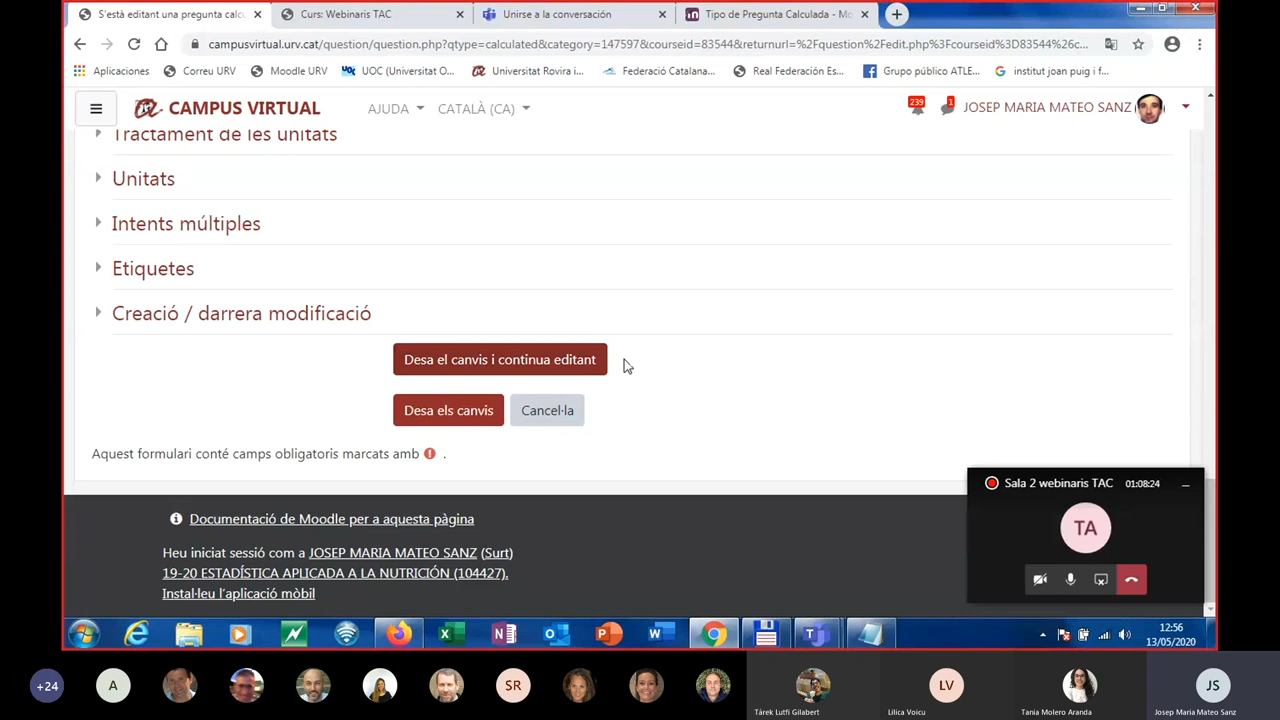 S'està editant una pregunta calcu
Curs: Webinaris TAC
Unirse a la conversación
Tipo de Pregunta Calculada - Mo
campusvirtual.urv.cat/question/question.php?qtype=calculated&category=147597&courseid=83544&returnurl=%2Fquestion%2Fedit.php%3Fcourseid%3D83544%26c...
Aplicaciones
Correu URV
Moodle URV
UOC (Universitat O...
Universitat Rovira i...
Federació Catalana...
Real Federación Es...
Grupo público ATLE...
institut joan puig i f...
CAMPUS VIRTUAL
AJUDA
CATALÀ (CA)
239
1
JOSEP MARIA MATEO SANZ
Tractament de les unitats
Unitats
Intents múltiples
Etiquetes
Creació / darrera modificació
Desa el canvis i continua editant
Desa els canvis
Cancel·la
Aquest formulari conté camps obligatoris marcats amb .
Sala 2 webinaris TAC
01:08:24
TA
Documentació de Moodle per a aquesta pàgina
Heu iniciat sessió com a JOSEP MARIA MATEO SANZ (Surt)
19-20 ESTADÍSTICA APLICADA A LA NUTRICIÓN (104427).
Instal·leu l'aplicació mòbil
12:56
13/05/2020
+24
A
SR
LV
JS
Tàrek Lutfi Gilabert
Lilica Voicu
Tania Molero Aranda
Josep Maria Mateo Sanz